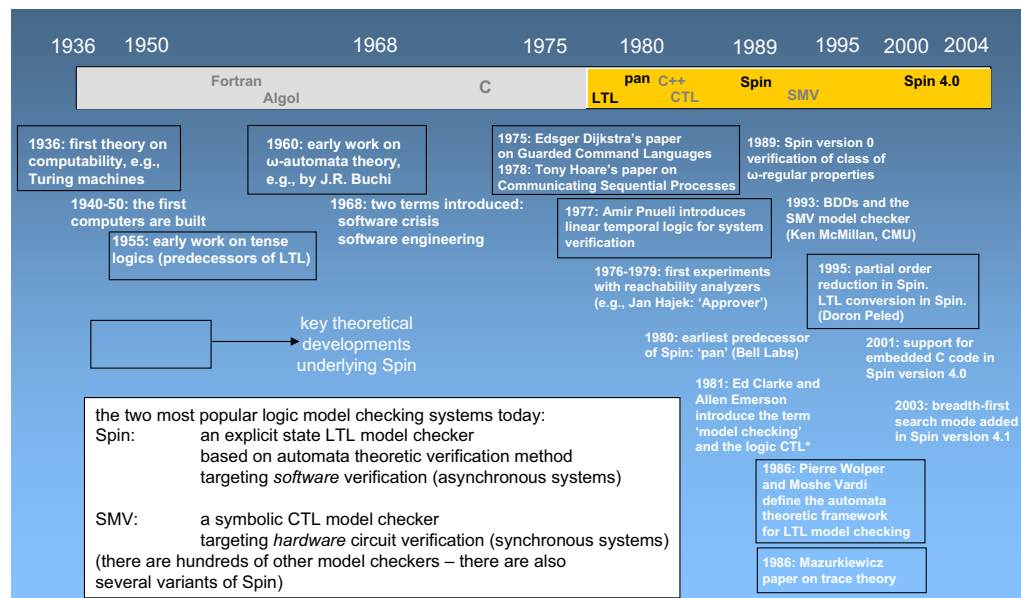 1936 1950 1968 1975 1980 1989 1995 2000 2004
Fortran
Algol
C
pan C++
LTL CTL
Spin
SMV
Spin 4.0
1936: first theory on
computability, e.g.,
Turing machines
1940-50: the first
computers are built
1955: early work on tense
logics (predecessors of LTL)
1960: early work on
ω-automata theory,
e.g., by J.R. Buchi
1968: two terms introduced:
software crisis
software engineering
1975: Edsger Dijkstra's paper
on Guarded Command Languages
1978: Tony Hoare's paper on
Communicating Sequential Processes
1977: Amir Pnueli introduces
linear temporal logic for system
verification
1976-1979: first experiments
with reachability analyzers
(e.g., Jan Hajek: 'Approver')
1980: earliest predecessor
of Spin: 'pan' (Bell Labs)
1981: Ed Clarke and
Allen Emerson
introduce the term
'model checking'
and the logic CTL*
1986: Pierre Wolper
and Moshe Vardi
define the automata
theoretic framework
for LTL model checking
1986: Mazurkiewicz
paper on trace theory
1989: Spin version 0
verification of class of
ω-regular properties
1993: BDDs and the
SMV model checker
(Ken McMillan, CMU)
1995: partial order
reduction in Spin.
LTL conversion in Spin.
(Doron Peled)
2001: support for
embedded C code in
Spin version 4.0
2003: breadth-first
search mode added
in Spin version 4.1
key theoretical
developments
underlying Spin
the two most popular logic model checking systems today:
Spin: an explicit state LTL model checker
based on automata theoretic verification method
targeting software verification (asynchronous systems)
SMV: a symbolic CTL model checker
targeting hardware circuit verification (synchronous systems)
(there are hundreds of other model checkers – there are also
several variants of Spin)